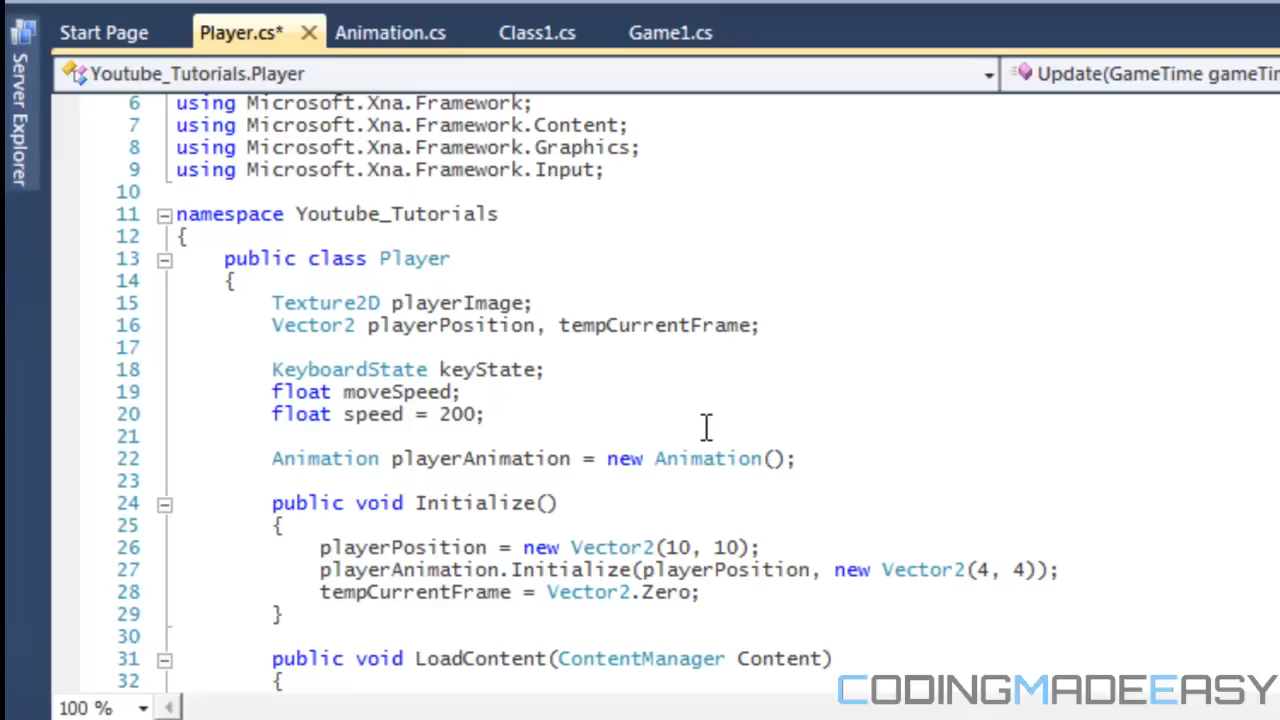 Start Page Player.cs* Animation.cs Class1.cs Game1.cs
Server Explorer
Youtube_Tutorials.Player Update(GameTime gameTin
6 using Microsoft.Xna.Framework;
7 using Microsoft.Xna.Framework.Content;
8 using Microsoft.Xna.Framework.Graphics;
9 using Microsoft.Xna.Framework.Input;
10
11 namespace Youtube_Tutorials
12 {
13 public class Player
14 {
15 Texture2D playerImage;
16 Vector2 playerPosition, tempCurrentFrame;
17
18 KeyboardState keyState;
19 float moveSpeed;
20 float speed = 200;
21
22 Animation playerAnimation = new Animation();
23
24 public void Initialize()
25 {
26 playerPosition = new Vector2(10, 10);
27 playerAnimation.Initialize(playerPosition, new Vector2(4, 4));
28 tempCurrentFrame = Vector2.Zero;
29 }
30
31 public void LoadContent(ContentManager Content)
32 {
CODINGMADEEASY
100 %